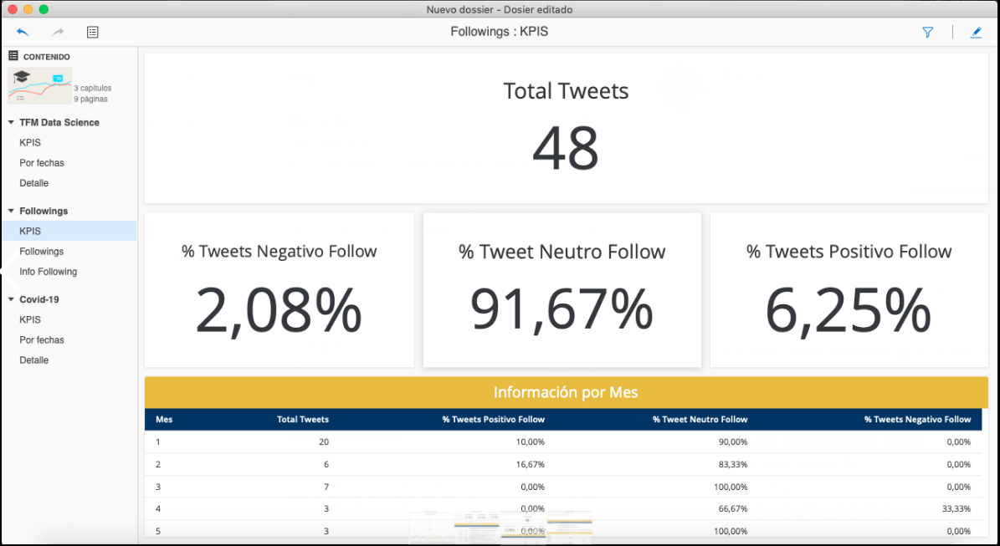 Nuevo dossier - Dosier editado
Followings : KPIS
CONTENIDO
3 capítulos
9 páginas
TFM Data Science
KPIS
Por fechas
Detalle
Followings
KPIS
Followings
Info Following
Covid-19
KPIS
Por fechas
Detalle
Total Tweets
48
% Tweets Negativo Follow
2,08%
% Tweet Neutro Follow
91,67%
% Tweets Positivo Follow
6,25%
Información por Mes
Mes Total Tweets % Tweets Positivo Follow % Tweet Neutro Follow % Tweets Negativo Follow
1 20 10,00% 90,00% 0,00%
2 6 16,67% 83,33% 0,00%
3 7 0,00% 100,00% 0,00%
4 3 0,00% 66,67% 33,33%
5 3 0,00% 100,00% 0,00%